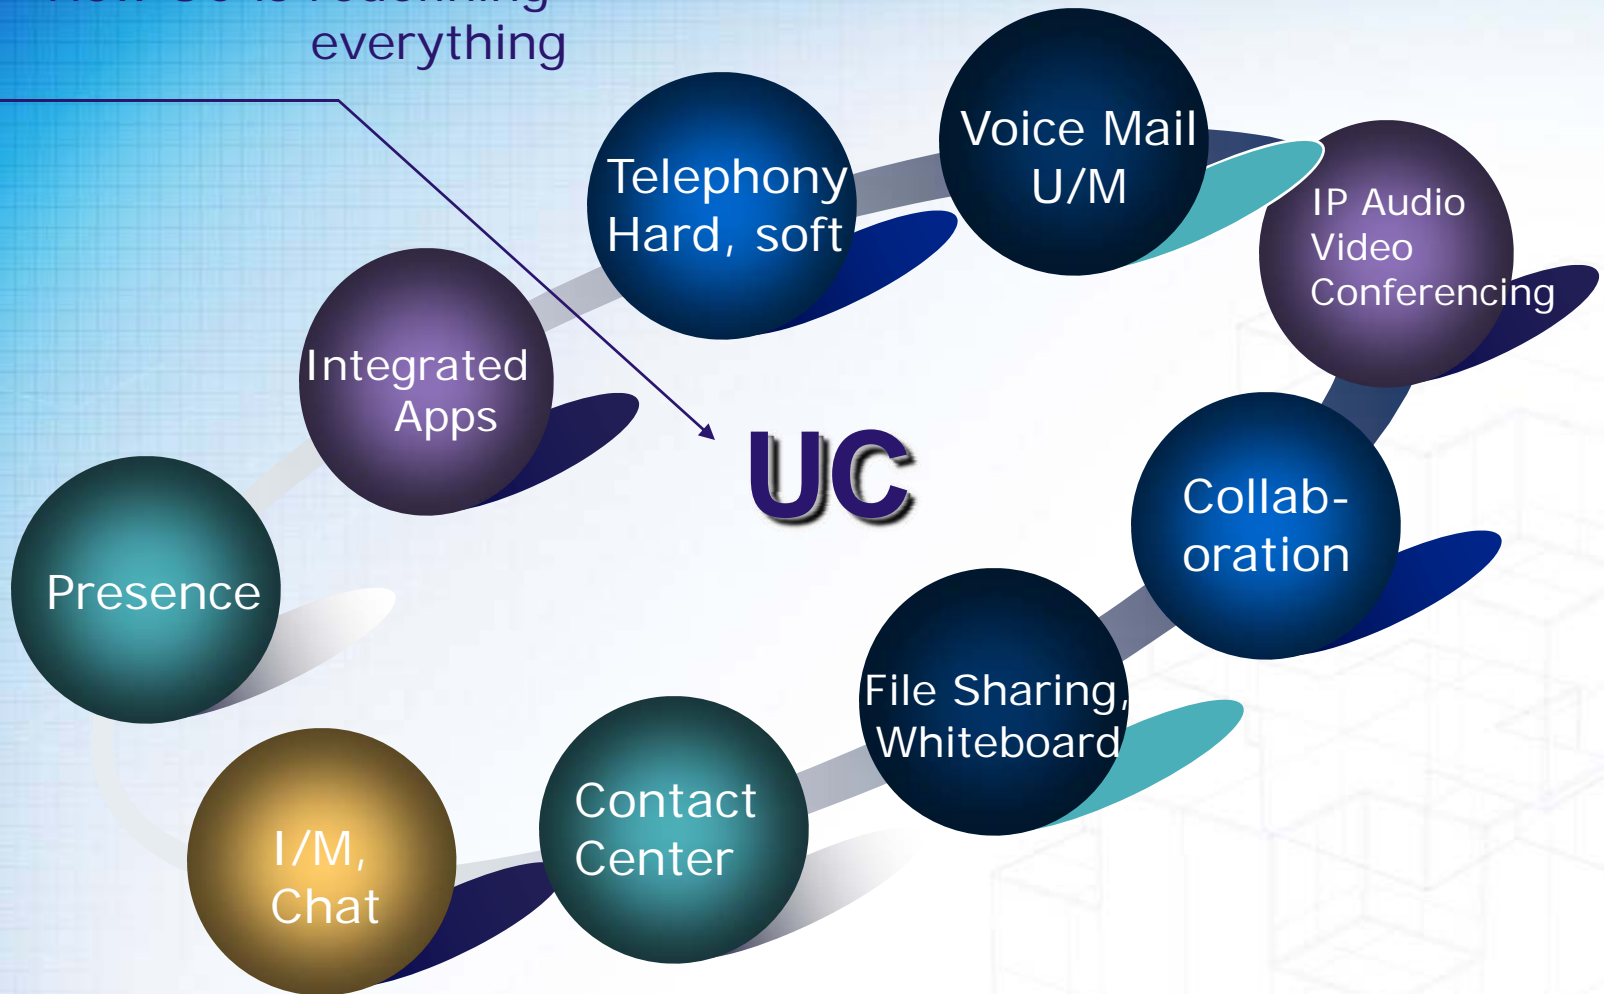 everything
Voice Mail
U/M
Telephony
Hard, soft
IP Audio
Video
Conferencing
Integrated
Apps
UC
Collab-
oration
Presence
File Sharing,
Whiteboard
Contact
Center
I/M,
Chat